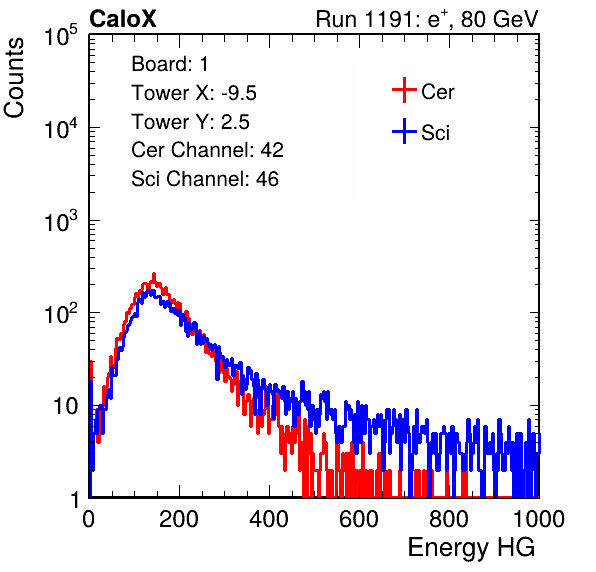 CaloX Run 1191: e⁺, 80 GeV
Counts
Board: 1
Tower X: -9.5
Tower Y: 2.5
Cer Channel: 42
Sci Channel: 46
Cer
Sci
10⁵
10⁴
10³
10²
10
1
0 200 400 600 800 1000
Energy HG